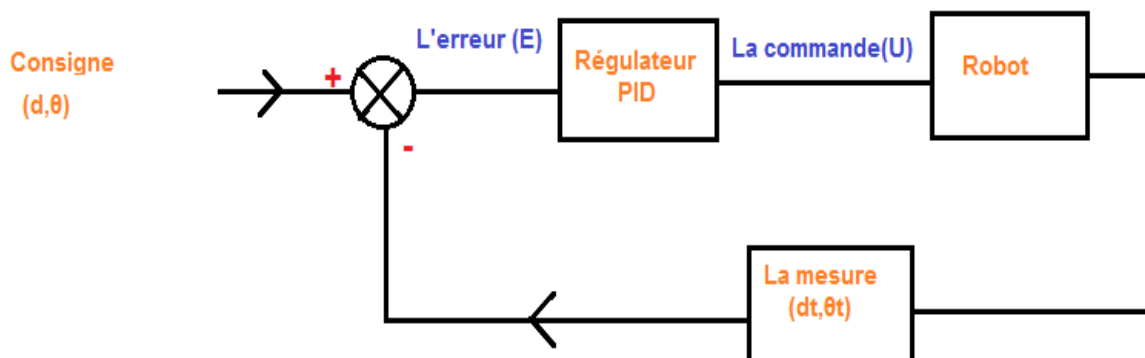 Consigne
(d,θ)
+
-
L'erreur (E)
Régulateur
PID
La commande(U)
Robot
La mesure
(dt,θt)